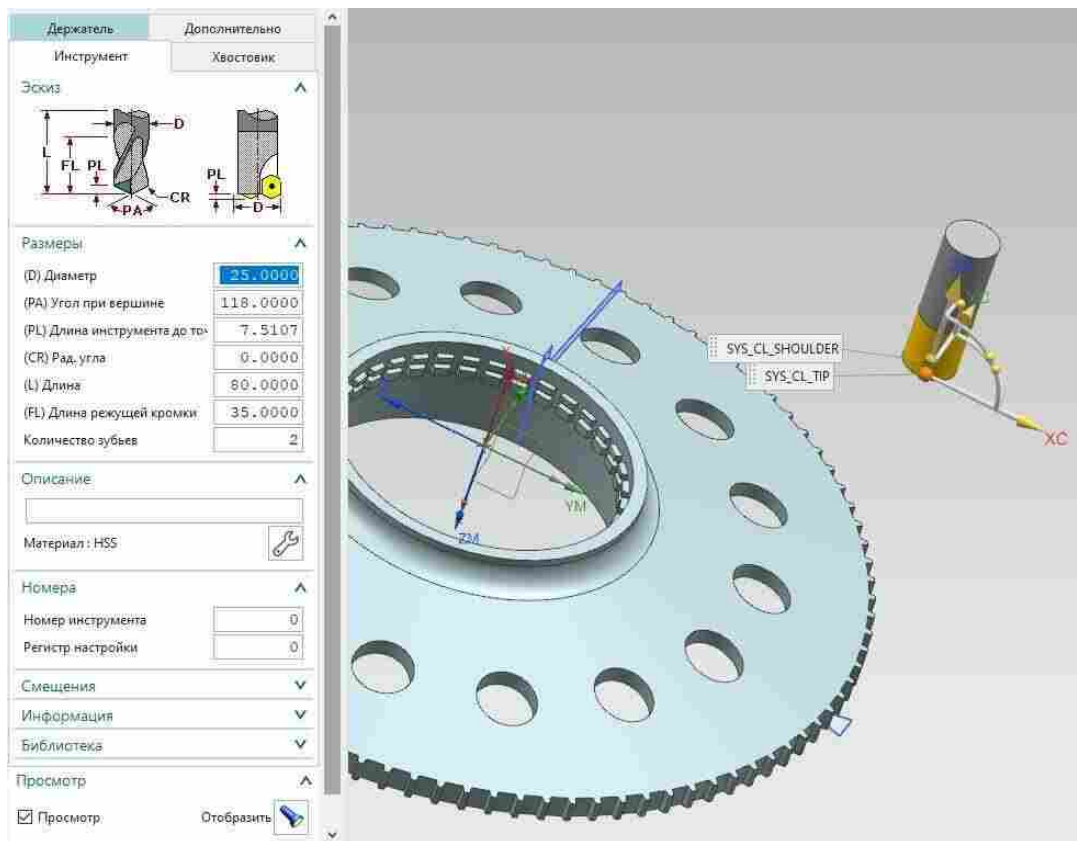 Держатель
Дополнительно
Инструмент
Хвостовик
Эскиз
D
L
FL
PL
CR
PA
PL
D
Размеры
(D) Диаметр 25.0000
(PA) Угол при вершине 118.0000
(PL) Длина инструмента до точ 7.5107
(CR) Рад. угла 0.0000
(L) Длина 80.0000
(FL) Длина режущей кромки 35.0000
Количество зубьев 2
Описание
Материал : HSS
Номера
Номер инструмента 0
Регистр настройки 0
Смещения
Информация
Библиотека
Просмотр
Просмотр
Отобразить
SYS_CL_SHOULDER
SYS_CL_TIP
XC
YM
ZM